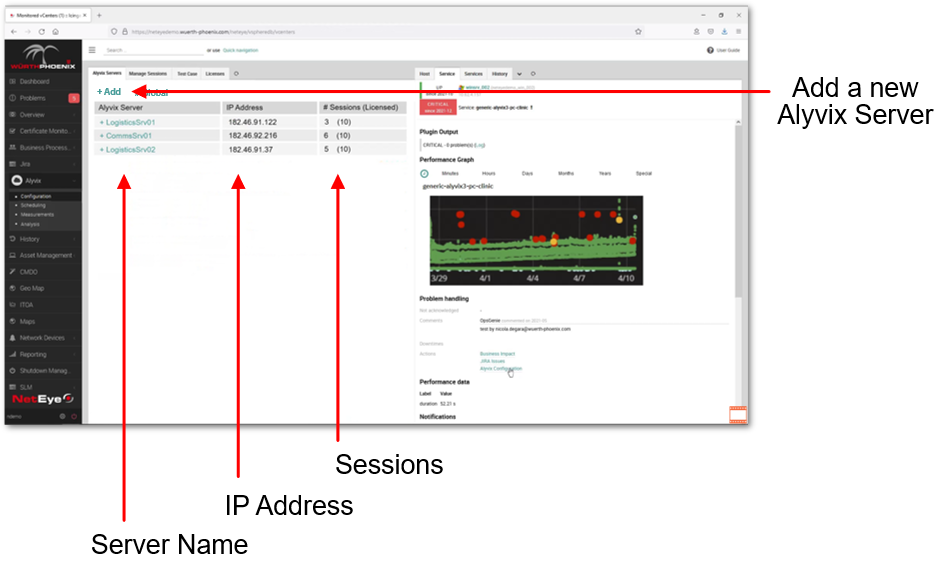 Monitored vCenters
https://neteyedemo.wuerth-phoenix.com/neteye/vspheredb/vcenters
WÜRTHPHOENIX
Search...
or use Quick navigation
User Guide
Dashboard
Problems 5
Overview
Certificate Monito...
Business Process...
Jira
Alyvix
Configuration
Scheduling
Measurements
Analysis
History
Asset Management
CMDD
Geo Map
ITOA
Maps
Network Devices
Reporting
Shutdown Manag...
SLM
NetEye
Alyvix Servers Manage Sessions Test Case Licenses
+Add
Alyvix Server IP Address # Sessions (Licensed)
+ LogisticsSrv01 182.46.91.122 3 (10)
+ CommsSrv01 182.46.92.216 6 (10)
+ LogisticsSrv02 182.46.91.37 5 (10)
Host Service Services History
UP
CRITICAL
Service: generic-alyvix3-pc-clinic
Plugin Output
CRITICAL - 0 problem(s) (Log)
Performance Graph
Minutes Hours Days Months Years Special
generic-alyvix3-pc-clinic
3/29 4/1 4/4 4/7 4/10
Problem handling
Not acknowledged -
Comments OpsGenie commented on 2021-10
test by nicola.degara@wuerth-phoenix.com
Downtimes
Actions Business Impact
JIRA Issues
Alyvix Configuration
Performance data
Label Value
duration 52.21 s
Notifications
Add a new
Alyvix Server
Sessions
IP Address
Server Name